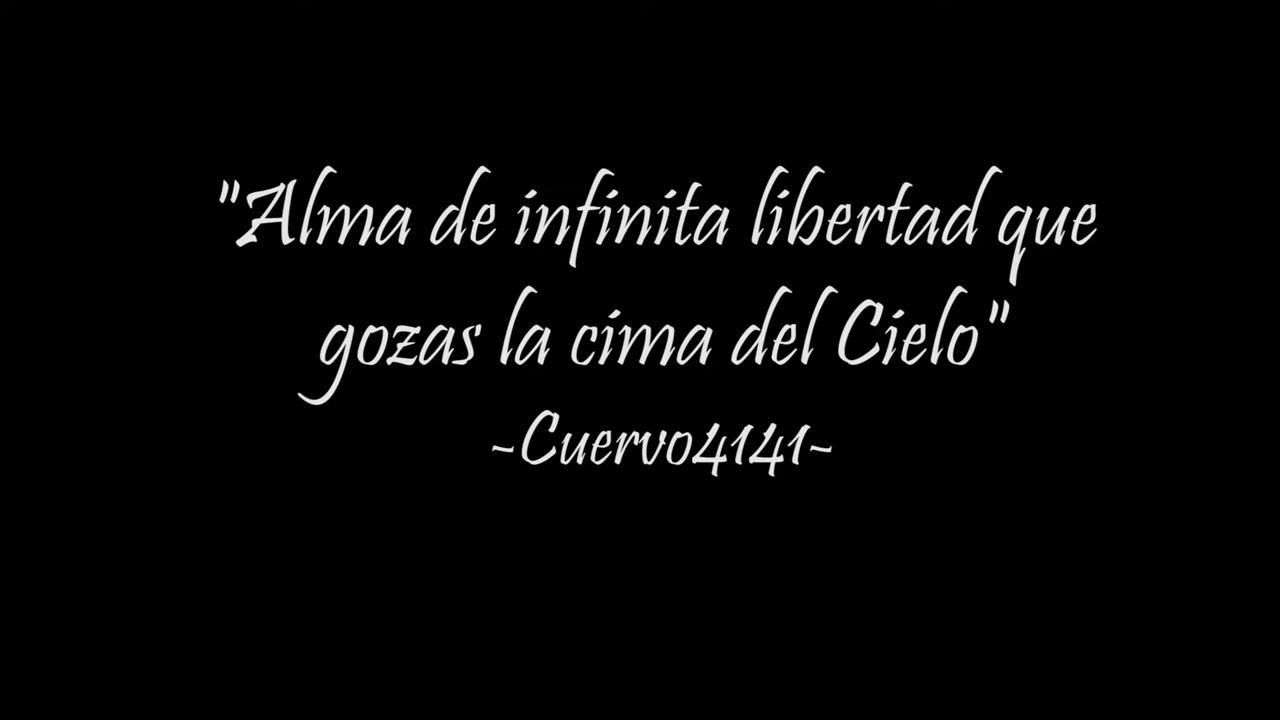 "Alma de infinita libertad que
gozas la cima del Cielo"
~Cuervo4141~